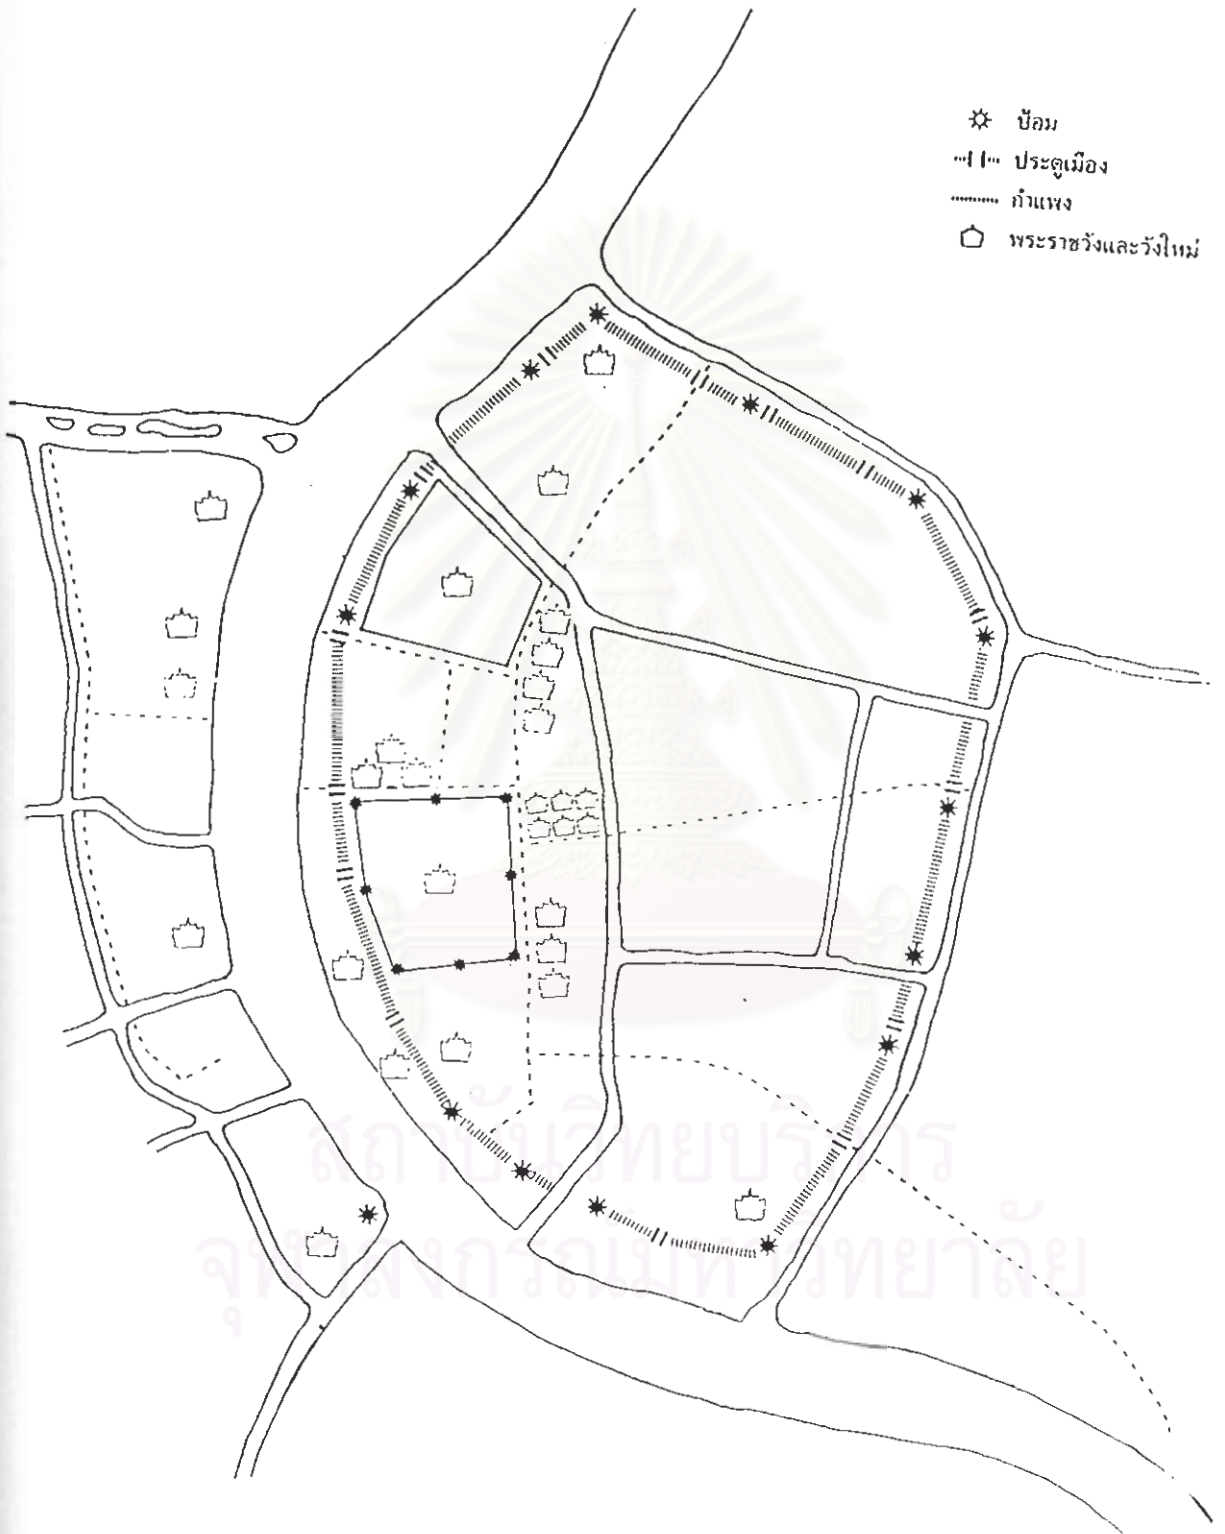 ป้อม
ประตูเมือง
กำแพง
พระราชวังและวังใหม่
สถาบันวิทยบริการ
จุฬาลงกรณ์มหาวิทยาลัย